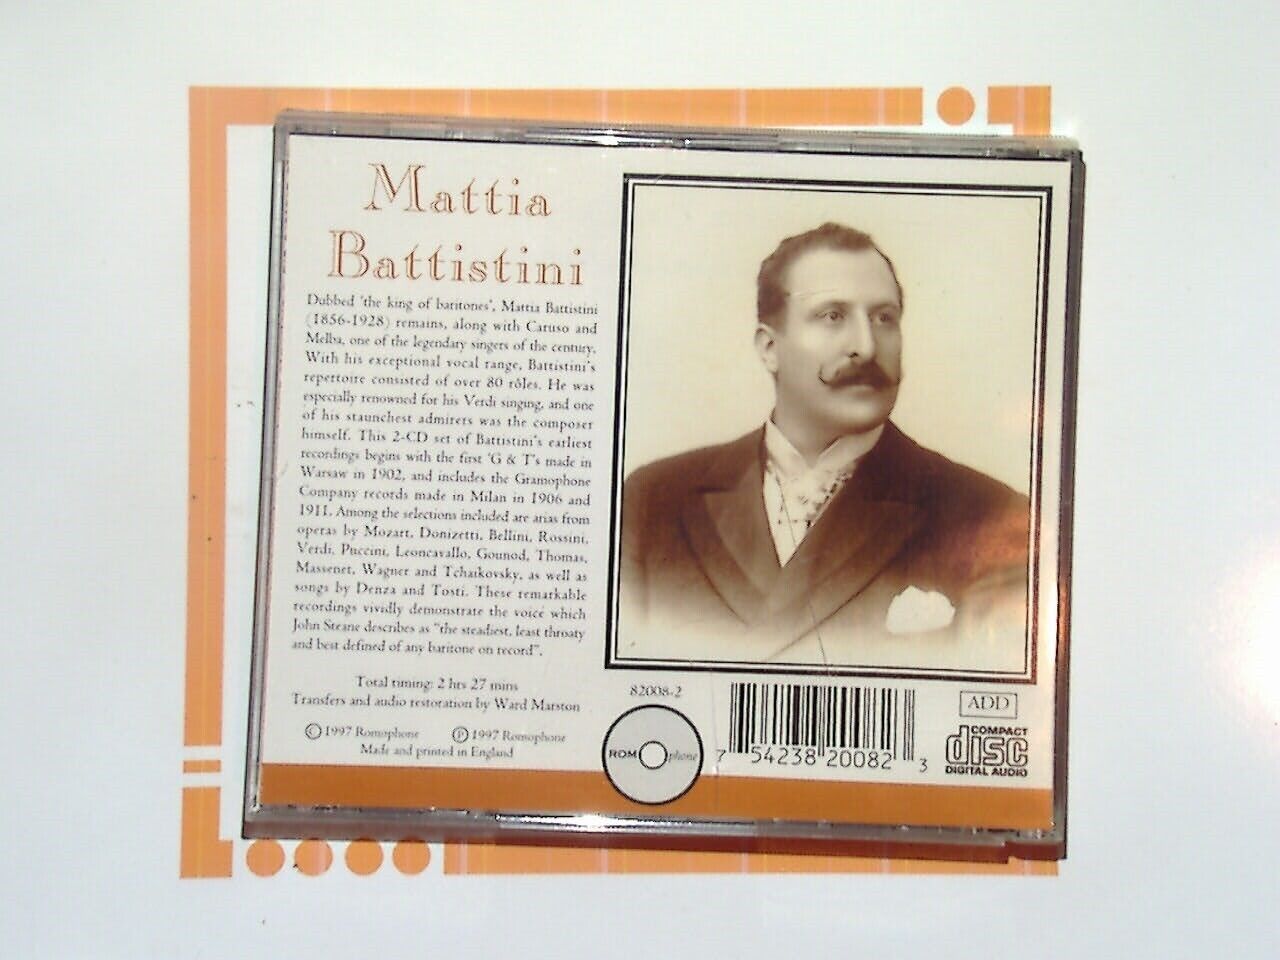 Mattia
Battistini
Dubbed 'the king of baritones', Mattia Battistini
(1856-1928) remains, along with Caruso and
Melba, one of the legendary singers of the century.
With his exceptional vocal range, Battistini's
repertoire consisted of over 80 rôles. He was
especially renowned for his Verdi singing, and one
of his staunchest admirers was the composer
himself. This 2-CD set of Battistini's earliest
recordings begins with the first 'G & T's made in
Warsaw in 1902, and includes the Gramophone
Company records made in Milan in 1906 and
1911. Among the selections included are arias from
operas by Mozart, Donizetti, Bellini, Rossini,
Verdi, Puccini, Leoncavallo, Gounod, Thomas,
Massenet, Wagner and Tchaikovsky, as well as
songs by Denza and Tosti. These remarkable
recordings vividly demonstrate the voice which
John Steane describes as "the steadiest, least throaty
and best defined of any baritone on record".
Total timing: 2 hrs 27 mins
Transfers and audio restoration by Ward Marston
©1997 Romophone ℗ 1997 Romophone
Made and printed in England
82008-2
ROM phone
7 54238 20082 3
ADD
COMPACT
disc
DIGITAL AUDIO